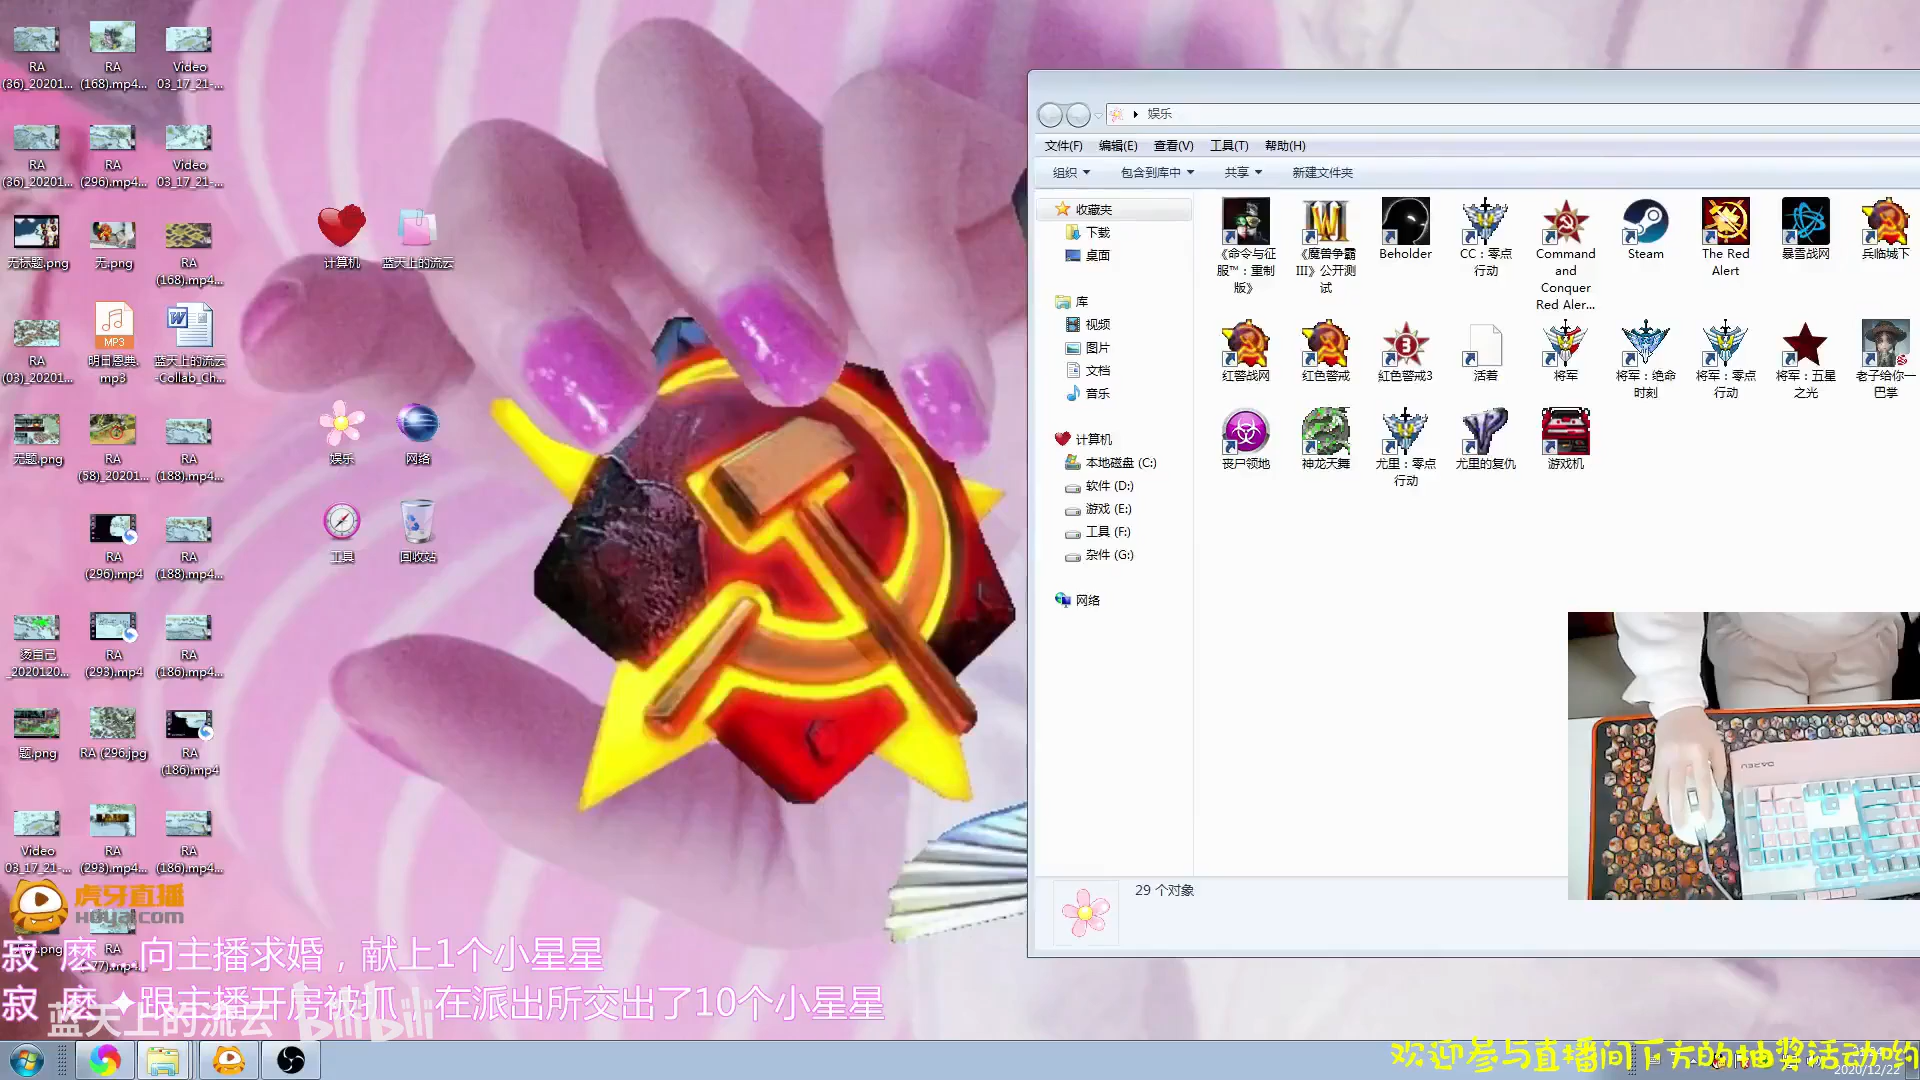 RA
(36)_20201...
RA
(168).mp4...
Video
03_17_21-...
RA
(36)_20201...
RA
(296).mp4...
Video
03_17_21-...
无标题.png
无.png
RA
(168).mp4...
RA
(03)_20201...
MP3
明日恩典.
mp3
蓝天上的流云
-Collab_Ch...
无题.png
RA
(58)_20201...
RA
(188).mp4...
RA
(296).mp4
RA
(188).mp4...
_2020120...
RA
(293).mp4
RA
(186).mp4...
题.png
RA (296.jpg
RA
(186).mp4
Video
03_17_21-...
RA
(293).mp4...
RA
(186).mp4...
RA
计算机
蓝天上的流云
娱乐
网络
工具
回收站
虎牙直播
HUYA.com
向主播求婚，献上1个小星星
跟主播开房被抓，在派出所交出了10个小星星
蓝天上的流云
bilibili
娱乐
文件(F)
编辑(E)
查看(V)
工具(T)
帮助(H)
组织
包含到库中
共享
新建文件夹
收藏夹
下载
桌面
库
视频
图片
文档
音乐
计算机
本地磁盘 (C:)
软件 (D:)
游戏 (E:)
工具 (F:)
杂件 (G:)
网络
《命令与征
服™：重制
版》
《魔兽争霸
III》公开测
试
Beholder
CC：零点
行动
Command
and
Conquer
Red Aler...
Steam
The Red
Alert
暴雪战网
兵临城下
红警战网
红色警戒
紅色警戒3
活着
将军
将军：绝命
时刻
将军：零点
行动
将军：五星
之光
老子给你一
巴掌
丧尸领地
神龙天舞
尤里：零点
行动
尤里的复仇
游戏机
29 个对象
DAREU
欢迎参与直播间下方的抽奖活动哟
2020/12/22